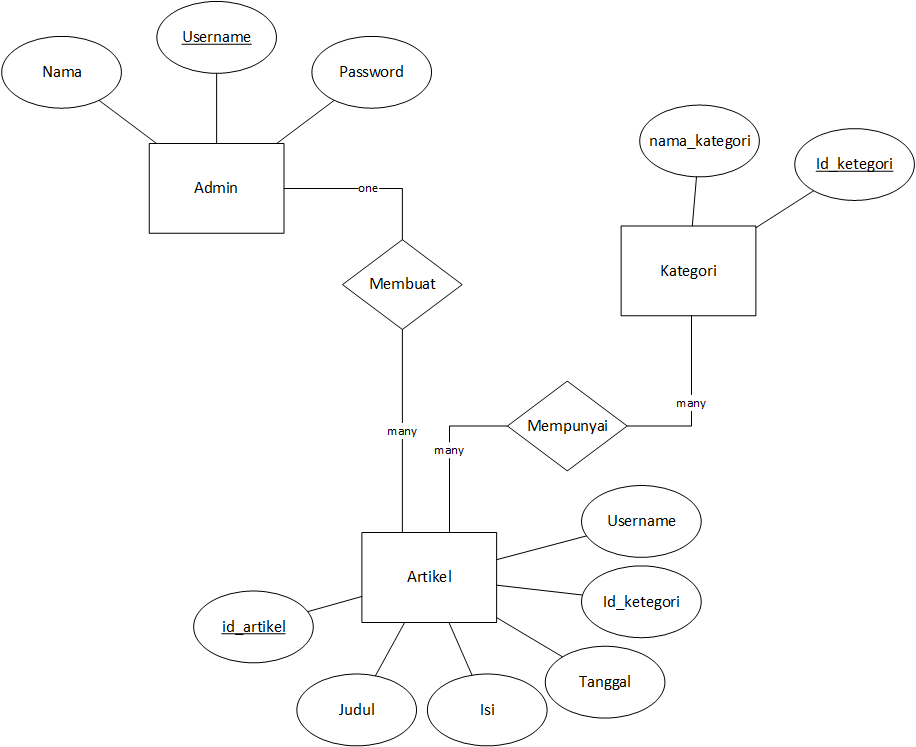 Username
Nama
Password
nama_kategori
Id_ketegori
Admin
one
Kategori
Membuat
many
Mempunyai
many
many
Username
Artikel
Id_ketegori
id_artikel
Tanggal
Judul
Isi